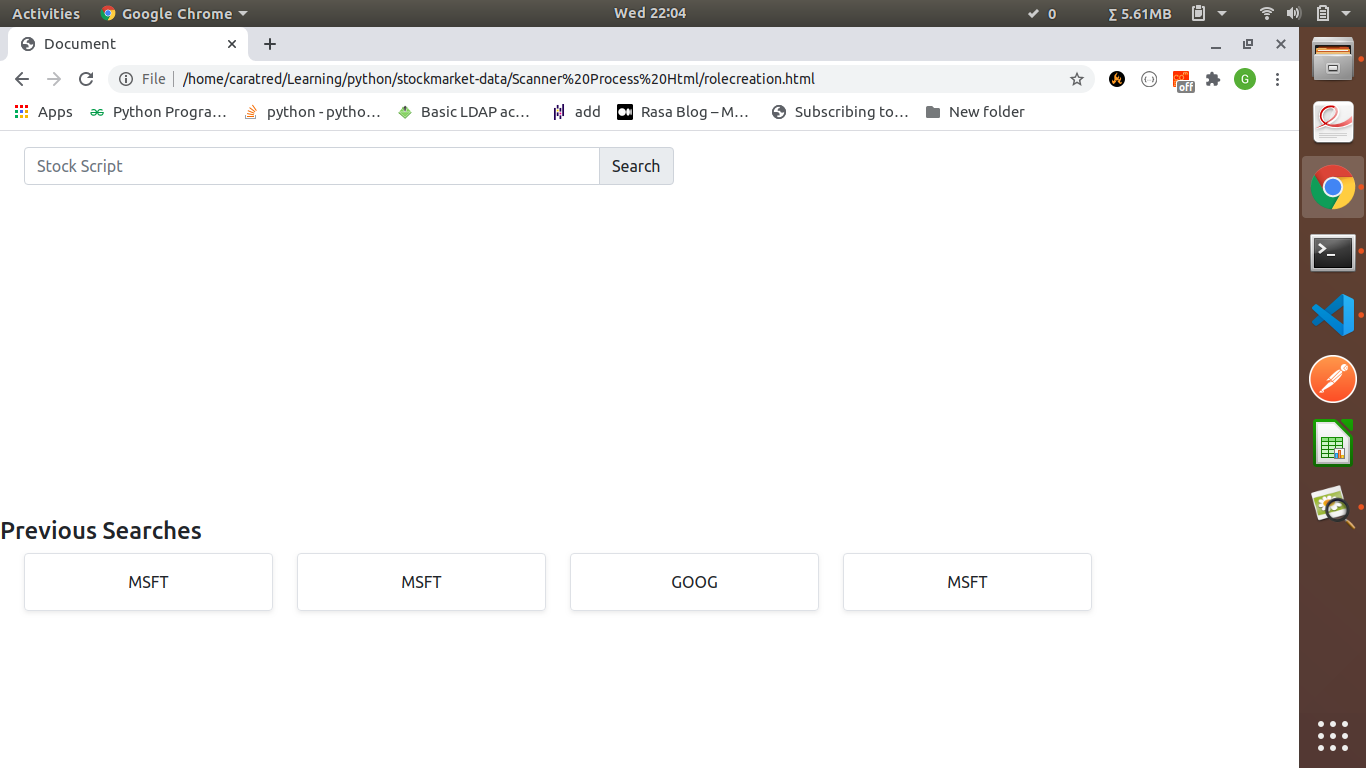 Activities Google Chrome Wed 22:04 0 ∑ 5.61MB
Document
File /home/caratred/Learning/python/stockmarket-data/Scanner%20Process%20Html/rolecreation.html G off
Apps Python Progra… python - pytho… Basic LDAP ac… add Rasa Blog – M… Subscribing to… New folder
Stock Script Search
Previous Searches
MSFT MSFT GOOG MSFT